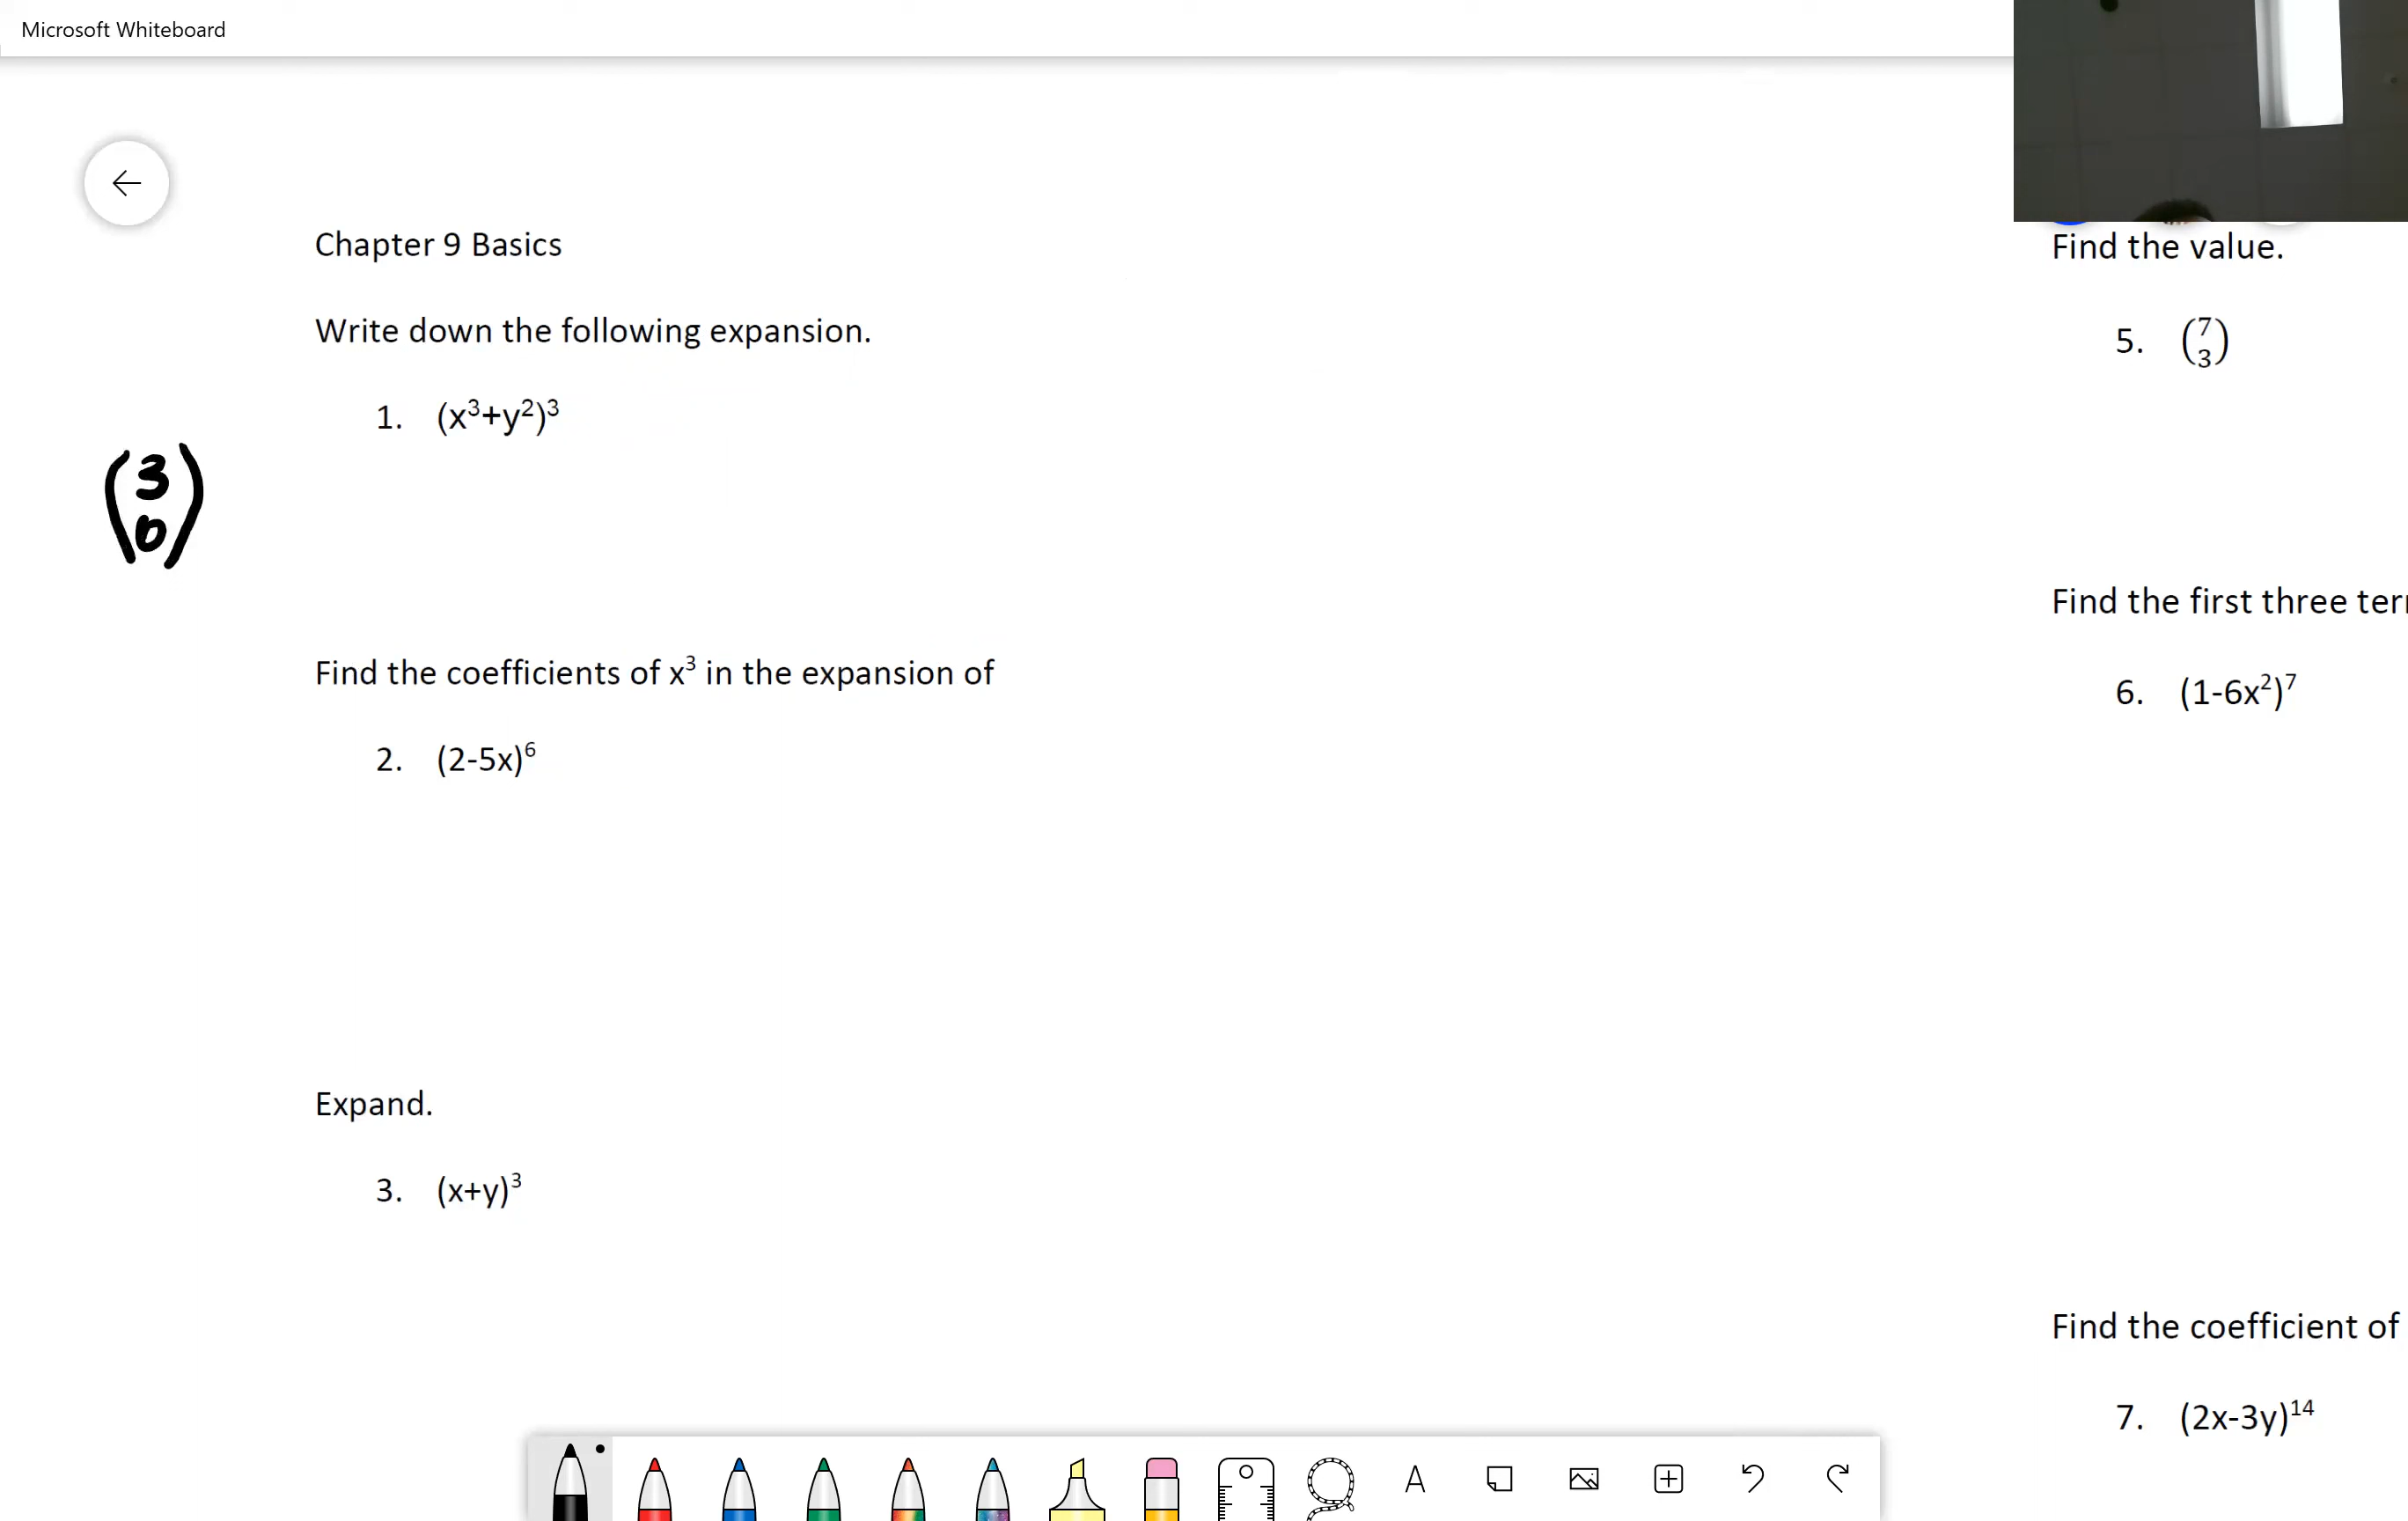 Microsoft Whiteboard
Chapter 9 Basics
Write down the following expansion.
1. (x³+y²)³
(3
0)
Find the coefficients of x³ in the expansion of
2. (2-5x)⁶
Expand.
3. (x+y)³
Find the value.
5. (7
3)
Find the first three
6. (1-6x²)⁷
Find the coefficient of
7. (2x-3y)¹⁴
A